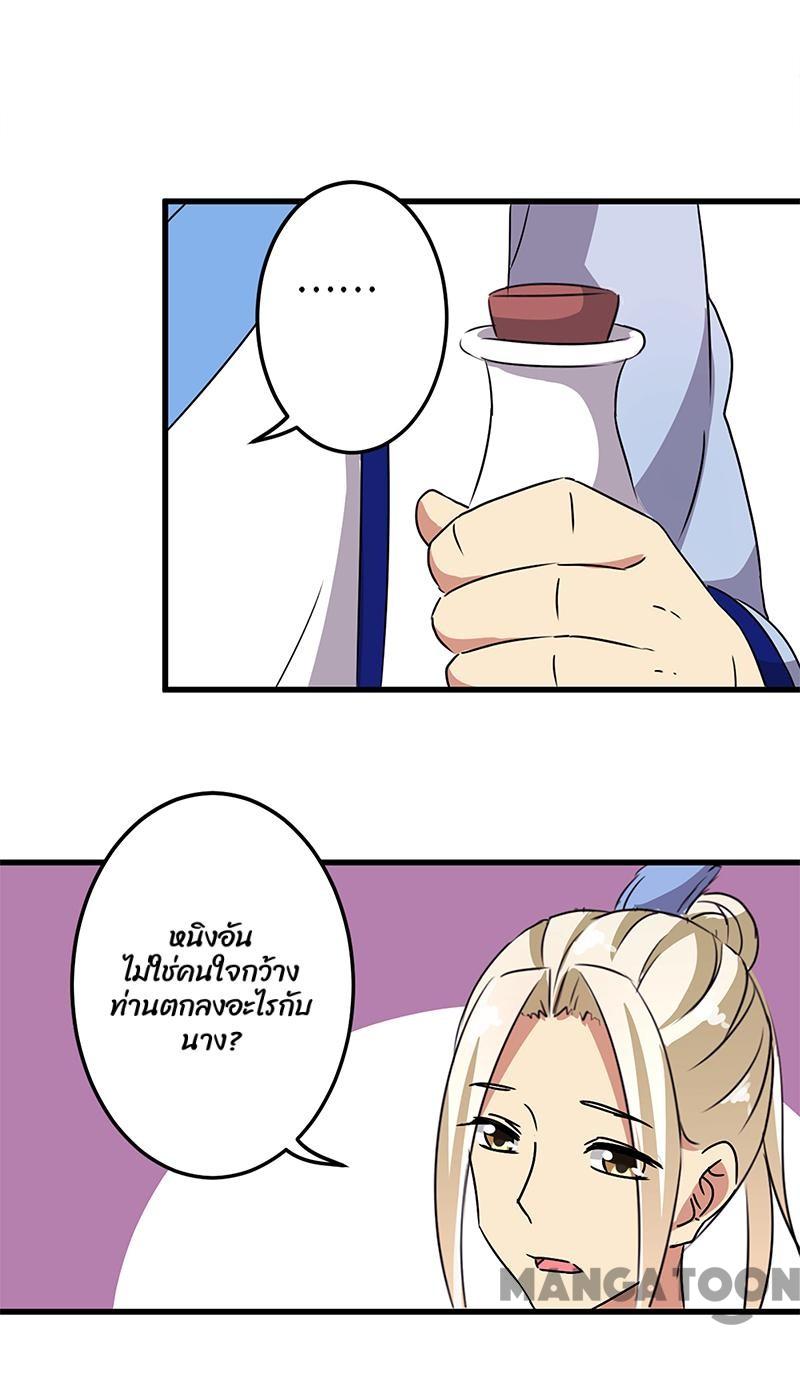 ......
หนิงอัน
ไม่ใช่คนใจกว้าง
ท่านตกลงอะไรกับ
นาง?
MANGATOON